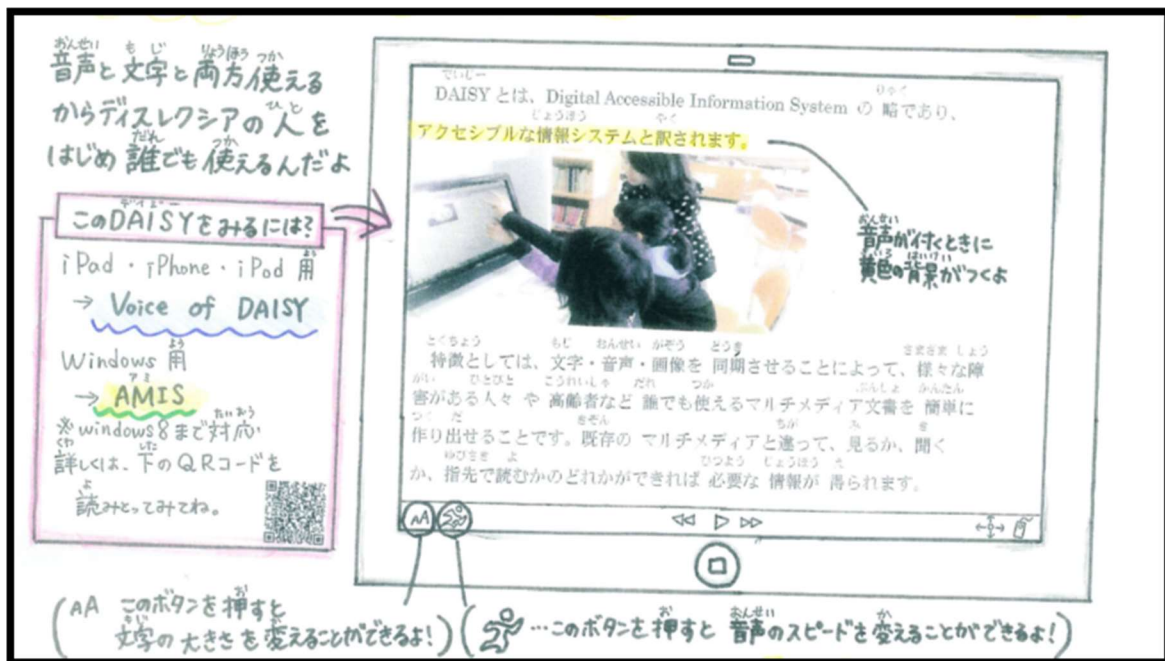 音声と文字と両方使える
からディスレクシアの人を
はじめ誰でも使えるんだよ
このDAISYをみるには?
iPad・iPhone・iPod用
→ Voice of DAISY
Windows用
→ AMIS
※windows8まで対応
詳しくは、下のQRコードを
読みとってみてね。
DAISYとは、Digital Accessible Information Systemの略であり、
アクセシブルな情報システムと訳されます。
音声が付くときに
黄色の背景がつくよ
特徴としては、文字・音声・画像を同期させることによって、様々な障
害がある人々や高齢者など誰でも使えるマルチメディア文書を簡単に
作り出せることです。既存のマルチメディアと違って、見るか、聞く
か、指先で読むかのどれかができれば必要な情報が得られます。
AA
(AA このボタンを押すと
文字の大きさを変えることができるよ!)
(…このボタンを押すと音声のスピードを変えることができるよ!)